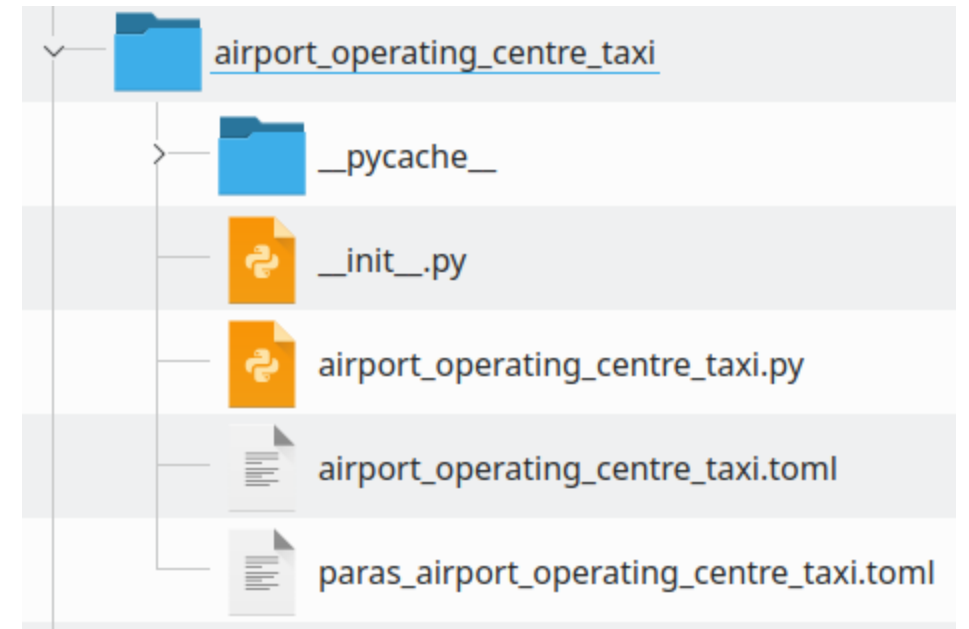 airport_operating_centre_taxi
__pycache__
__init__.py
airport_operating_centre_taxi.py
airport_operating_centre_taxi.toml
paras_airport_operating_centre_taxi.toml